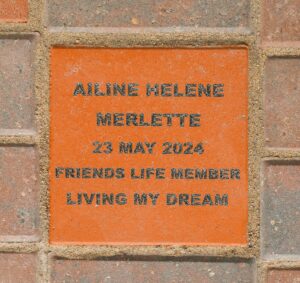 AILINE HELENE
MERLETTE
23 MAY 2024
FRIENDS LIFE MEMBER
LIVING MY DREAM